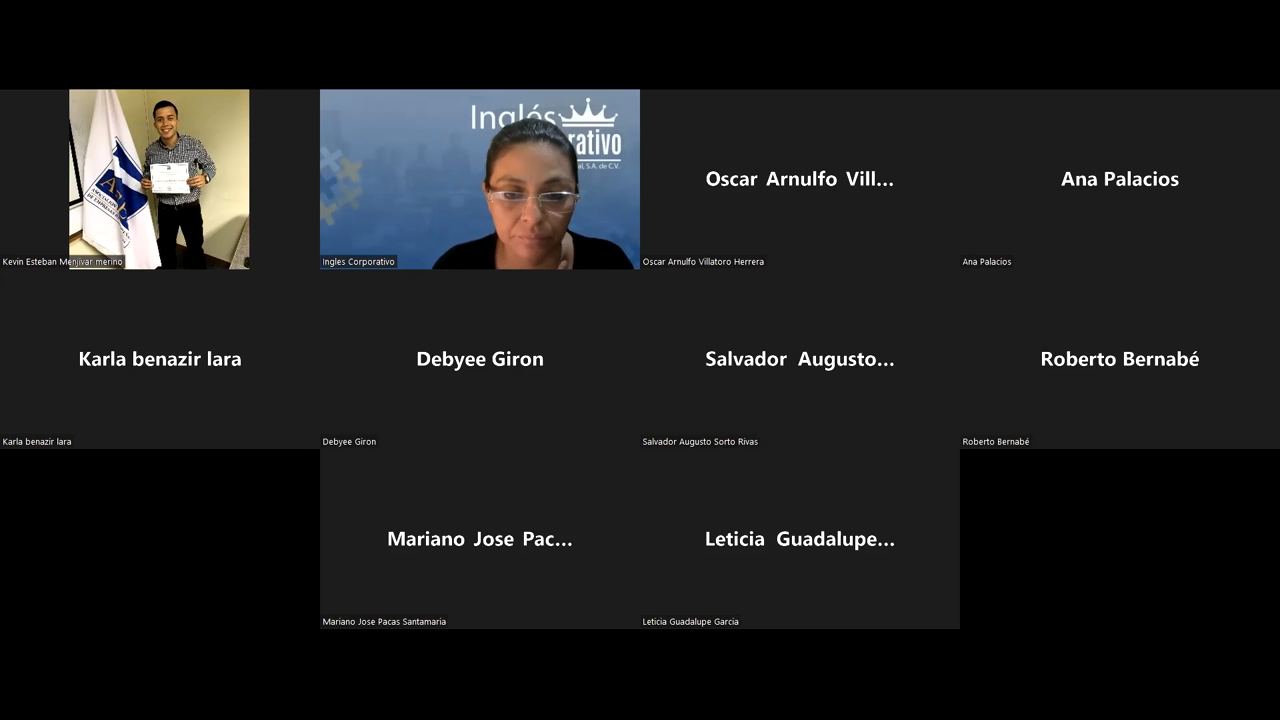 Inglés
rativo
al, S.A. de C.V.
Oscar Arnulfo Vill...
Ana Palacios
Kevin Esteban Menjivar merino
Ingles Corporativo
Oscar Arnulfo Villatoro Herrera
Ana Palacios
Karla benazir lara
Debyee Giron
Salvador Augusto...
Roberto Bernabé
Karla benazir lara
Debyee Giron
Salvador Augusto Sorto Rivas
Roberto Bernabé
Mariano Jose Pac...
Leticia Guadalupe...
Mariano Jose Pacas Santamaria
Leticia Guadalupe Garcia